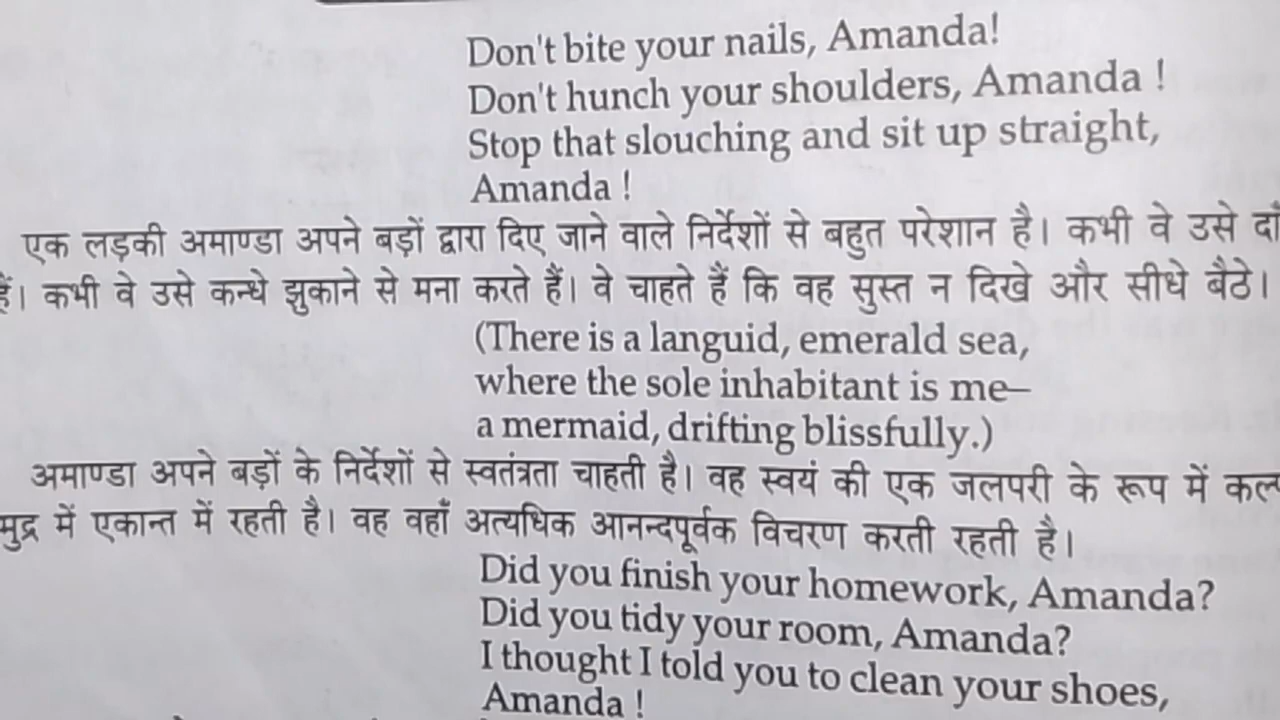 Don't bite your nails, Amanda!
Don't hunch your shoulders, Amanda !
Stop that slouching and sit up straight,
Amanda !
एक लड़की अमाण्डा अपने बड़ों द्वारा दिए जाने वाले निर्देशों से बहुत परेशान है। कभी वे उसे
हैं। कभी वे उसे कन्धे झुकाने से मना करते हैं। वे चाहते हैं कि वह सुस्त न दिखे और सीधे बैठे।
(There is a languid, emerald sea,
where the sole inhabitant is me—
a mermaid, drifting blissfully.)
अमाण्डा अपने बड़ों के निर्देशों से स्वतंत्रता चाहती है। वह स्वयं की एक जलपरी के रूप में
में एकान्त में रहती है। वह वहाँ अत्यधिक आनन्दपूर्वक विचरण करती रहती है।
Did you finish your homework, Amanda?
Did you tidy your room, Amanda?
I thought I told you to clean your shoes,
Amanda !